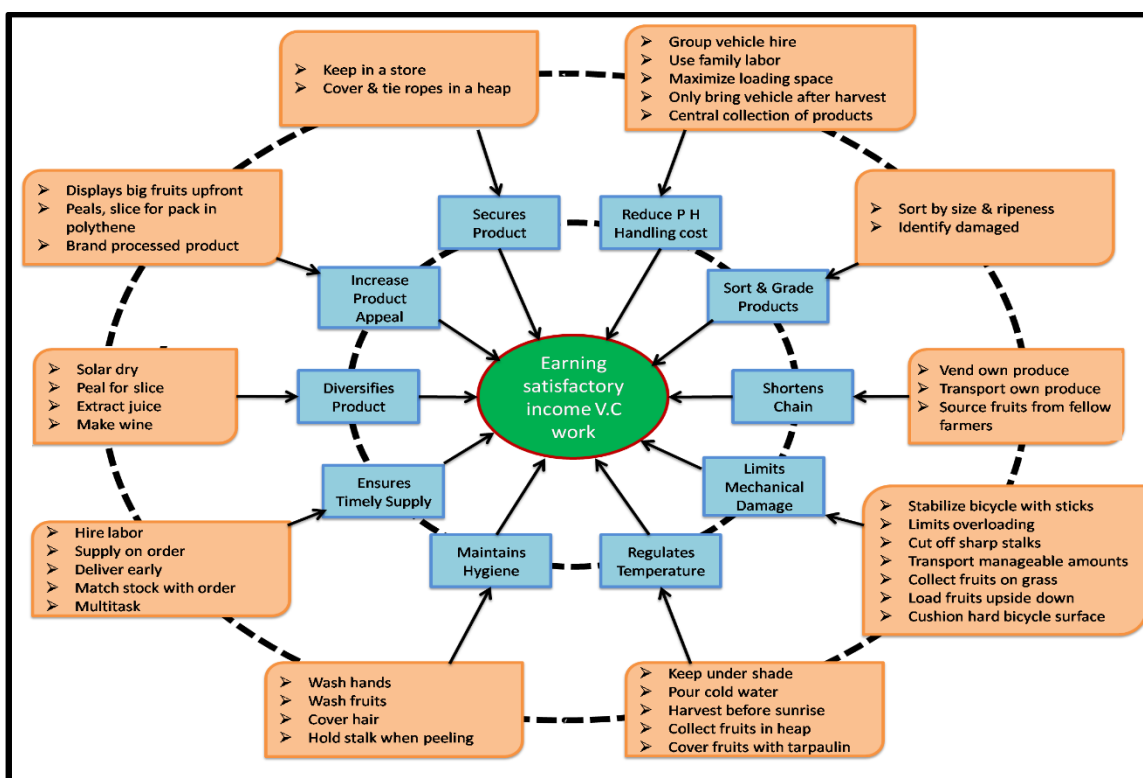 ➢ Keep in a store
➢ Cover & tie ropes in a heap
➢ Group vehicle hire
➢ Use family labor
➢ Maximize loading space
➢ Only bring vehicle after harvest
➢ Central collection of products
➢ Displays big fruits upfront
➢ Peals, slice for pack in
polythene
➢ Brand processed product
Secures
Product
Reduce P H
Handling cost
➢ Sort by size & ripeness
➢ Identify damaged
Increase
Product
Appeal
Sort & Grade
Products
➢ Solar dry
➢ Peal for slice
➢ Extract juice
➢ Make wine
Diversifies
Product
Earning
satisfactory
income V.C
work
Shortens
Chain
➢ Vend own produce
➢ Transport own produce
➢ Source fruits from fellow
farmers
Ensures
Timely Supply
Limits
Mechanical
Damage
➢ Hire labor
➢ Supply on order
➢ Deliver early
➢ Match stock with order
➢ Multitask
Maintains
Hygiene
Regulates
Temperature
➢ Stabilize bicycle with sticks
➢ Limits overloading
➢ Cut off sharp stalks
➢ Transport manageable amounts
➢ Collect fruits on grass
➢ Load fruits upside down
➢ Cushion hard bicycle surface
➢ Wash hands
➢ Wash fruits
➢ Cover hair
➢ Hold stalk when peeling
➢ Keep under shade
➢ Pour cold water
➢ Harvest before sunrise
➢ Collect fruits in heap
➢ Cover fruits with tarpaulin